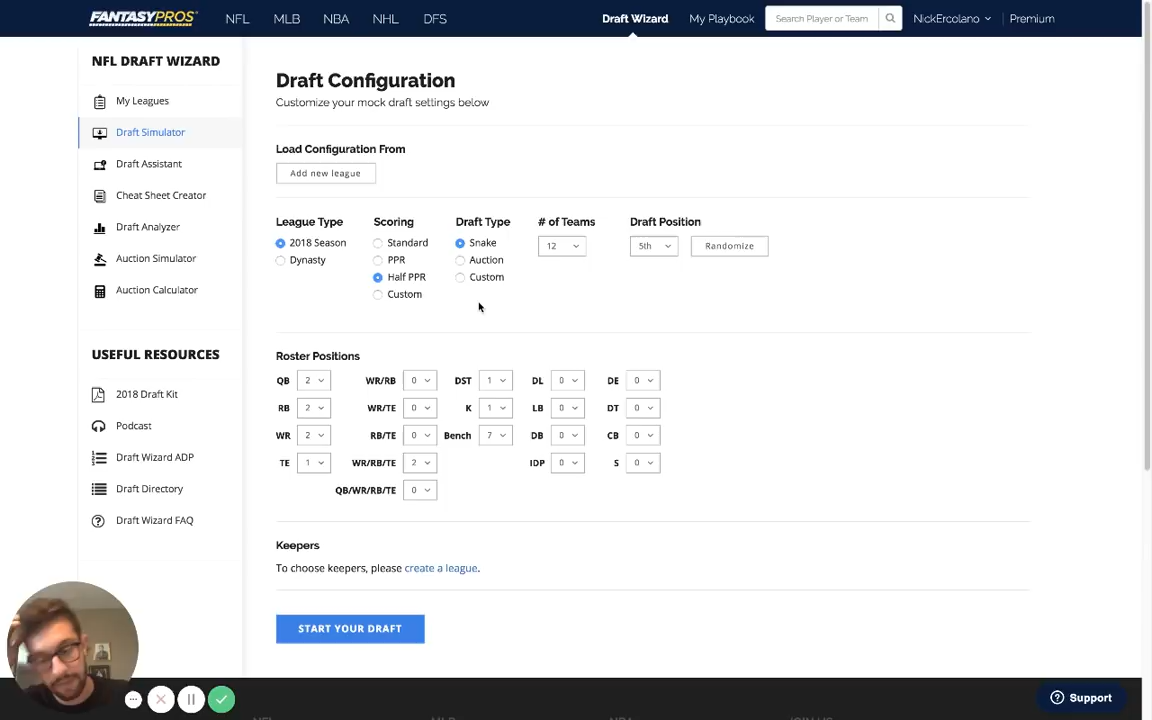 FANTASYPROS NFL MLB NBA NHL DFS Draft Wizard My Playbook Search Player or Team NickErcolano Premium
NFL DRAFT WIZARD
My Leagues
Draft Simulator
Draft Assistant
Cheat Sheet Creator
Draft Analyzer
Auction Simulator
Auction Calculator
USEFUL RESOURCES
2018 Draft Kit
Podcast
Draft Wizard ADP
Draft Directory
Draft Wizard FAQ
Draft Configuration
Customize your mock draft settings below
Load Configuration From
Add new league
League Type Scoring Draft Type # of Teams Draft Position
2018 Season Standard Snake 12 5th Randomize
Dynasty PPR Auction
Half PPR Custom
Custom
Roster Positions
QB 2 WR/RB 0 DST 1 DL 0 DE 0
RB 2 WR/TE 0 K 1 LB 0 DT 0
WR 2 RB/TE 0 Bench 7 DB 0 CB 0
TE 1 WR/RB/TE 2 IDP 0 S 0
QB/WR/RB/TE 0
Keepers
To choose keepers, please create a league.
START YOUR DRAFT
Support